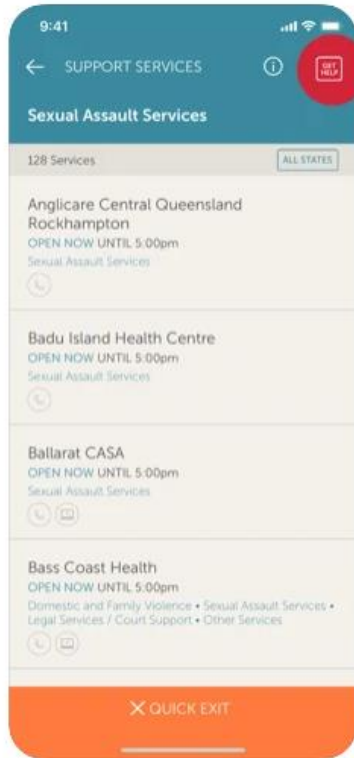 9:41
SUPPORT SERVICES
GET
HELP
Sexual Assault Services
128 Services
ALL STATES
Anglicare Central Queensland
Rockhampton
OPEN NOW UNTIL 5:00pm
Sexual Assault Services
Badu Island Health Centre
OPEN NOW UNTIL 5:00pm
Sexual Assault Services
Ballarat CASA
OPEN NOW UNTIL 5:00pm
Sexual Assault Services
Bass Coast Health
OPEN NOW UNTIL 5:00pm
Domestic and Family Violence • Sexual Assault Services •
Legal Services / Court Support • Other Services
QUICK EXIT